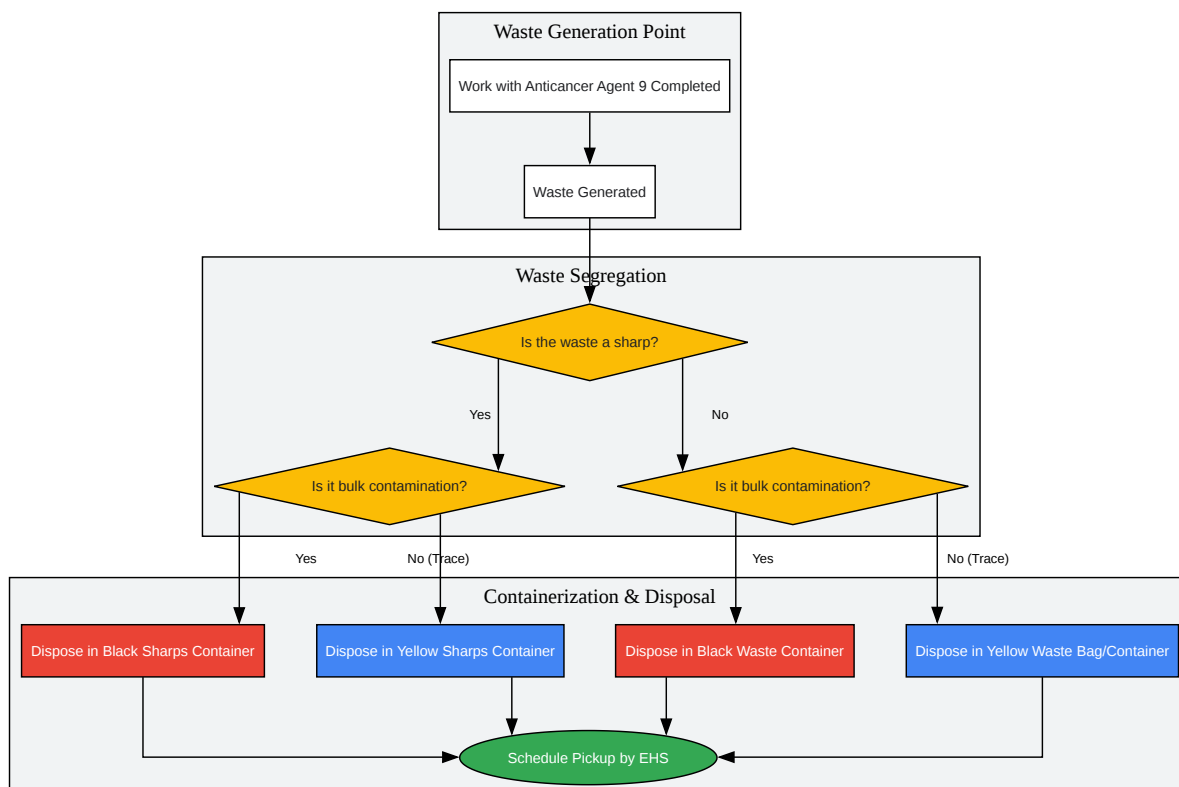 Waste Generation Point
Work with Anticancer Agent 9 Completed
Waste Generated
Waste Segregation
Is the waste a sharp?
Yes
No
Is it bulk contamination?
Is it bulk contamination?
Yes
No (Trace)
Yes
No (Trace)
Containerization & Disposal
Dispose in Black Sharps Container
Dispose in Yellow Sharps Container
Dispose in Black Waste Container
Dispose in Yellow Waste Bag/Container
Schedule Pickup by EHS